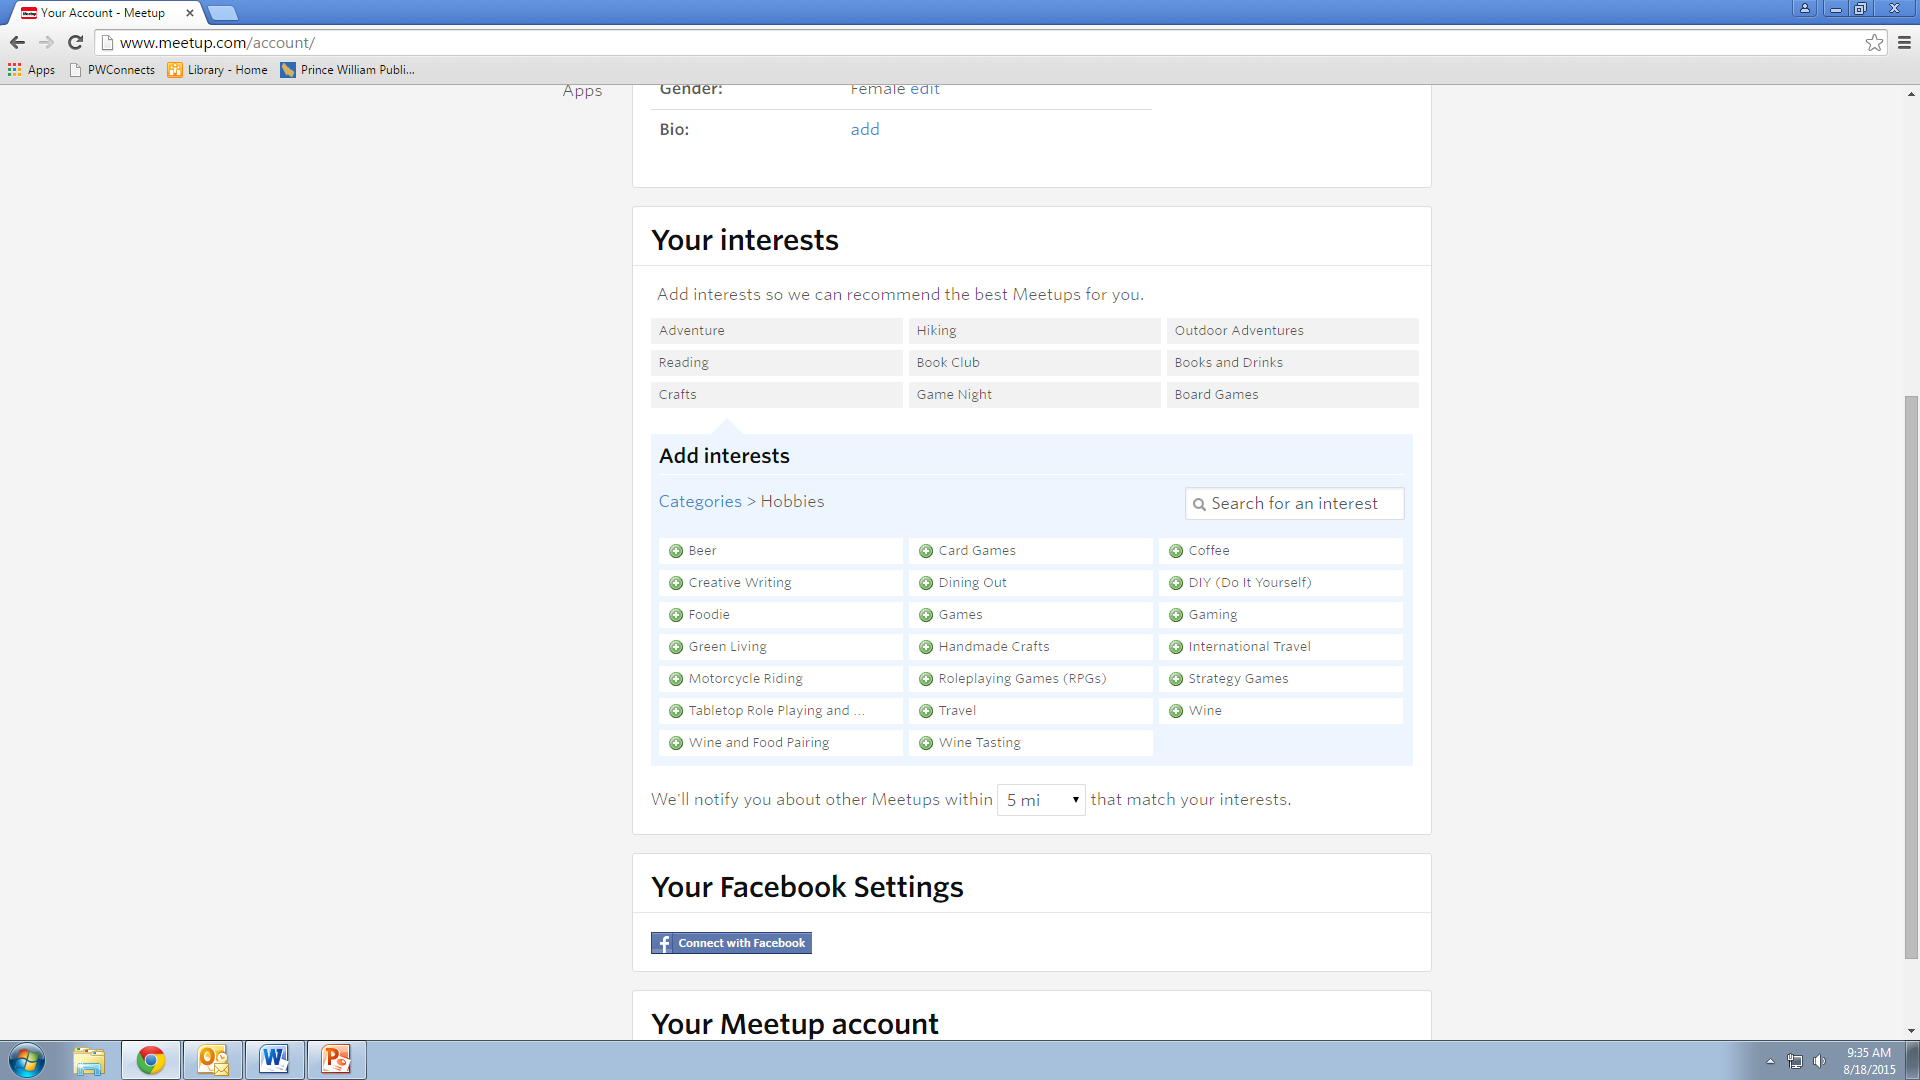 Your Account - Meetup
www.meetup.com/account/
Apps PWConnects Library - Home Prince William Publi...
Apps
Gender: Female edit
Bio: add
Your interests
Add interests so we can recommend the best Meetups for you.
Adventure Hiking Outdoor Adventures
Reading Book Club Books and Drinks
Crafts Game Night Board Games
Add interests
Categories > Hobbies Search for an interest
Beer Card Games Coffee
Creative Writing Dining Out DIY (Do It Yourself)
Foodie Games Gaming
Green Living Handmade Crafts International Travel
Motorcycle Riding Roleplaying Games (RPGs) Strategy Games
Tabletop Role Playing and ... Travel Wine
Wine and Food Pairing Wine Tasting
We'll notify you about other Meetups within 5 mi that match your interests.
Your Facebook Settings
f Connect with Facebook
Your Meetup account
9:35 AM
8/18/2015